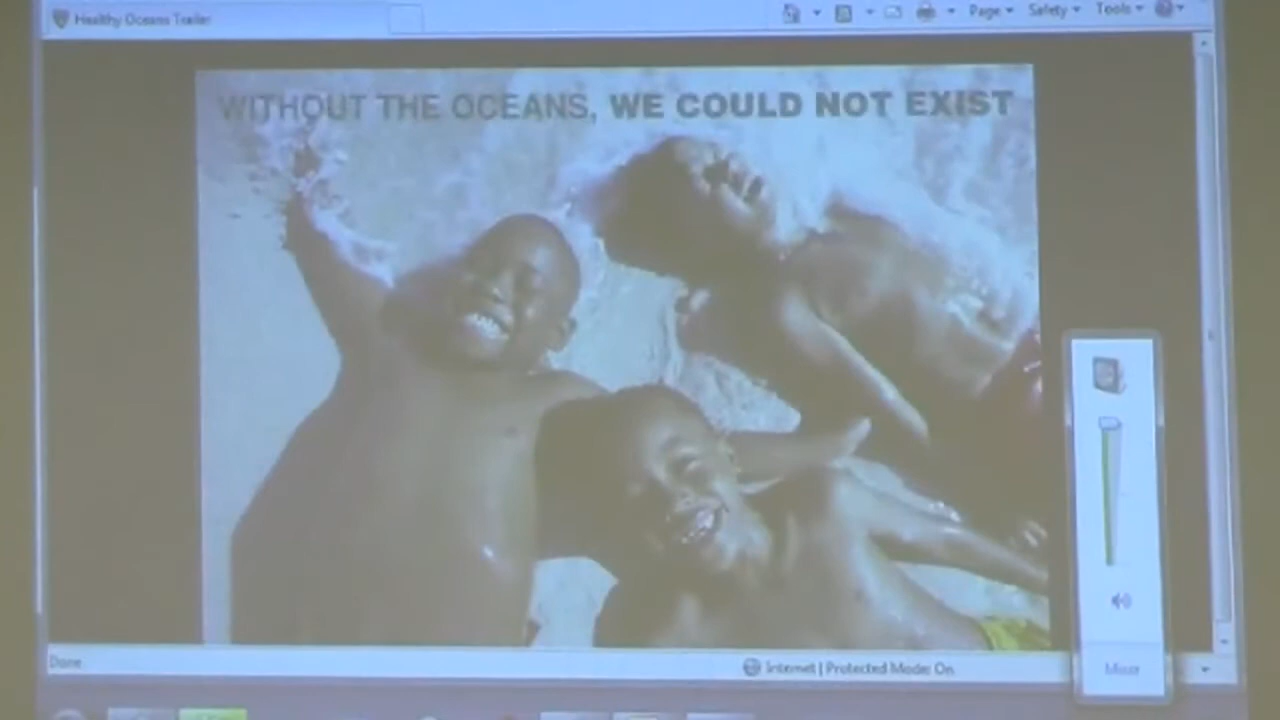 Healthy Oceans Trailer
Page Safety Tools
WITHOUT THE OCEANS, WE COULD NOT EXIST
Done
Internet | Protected Mode: On
Mixer